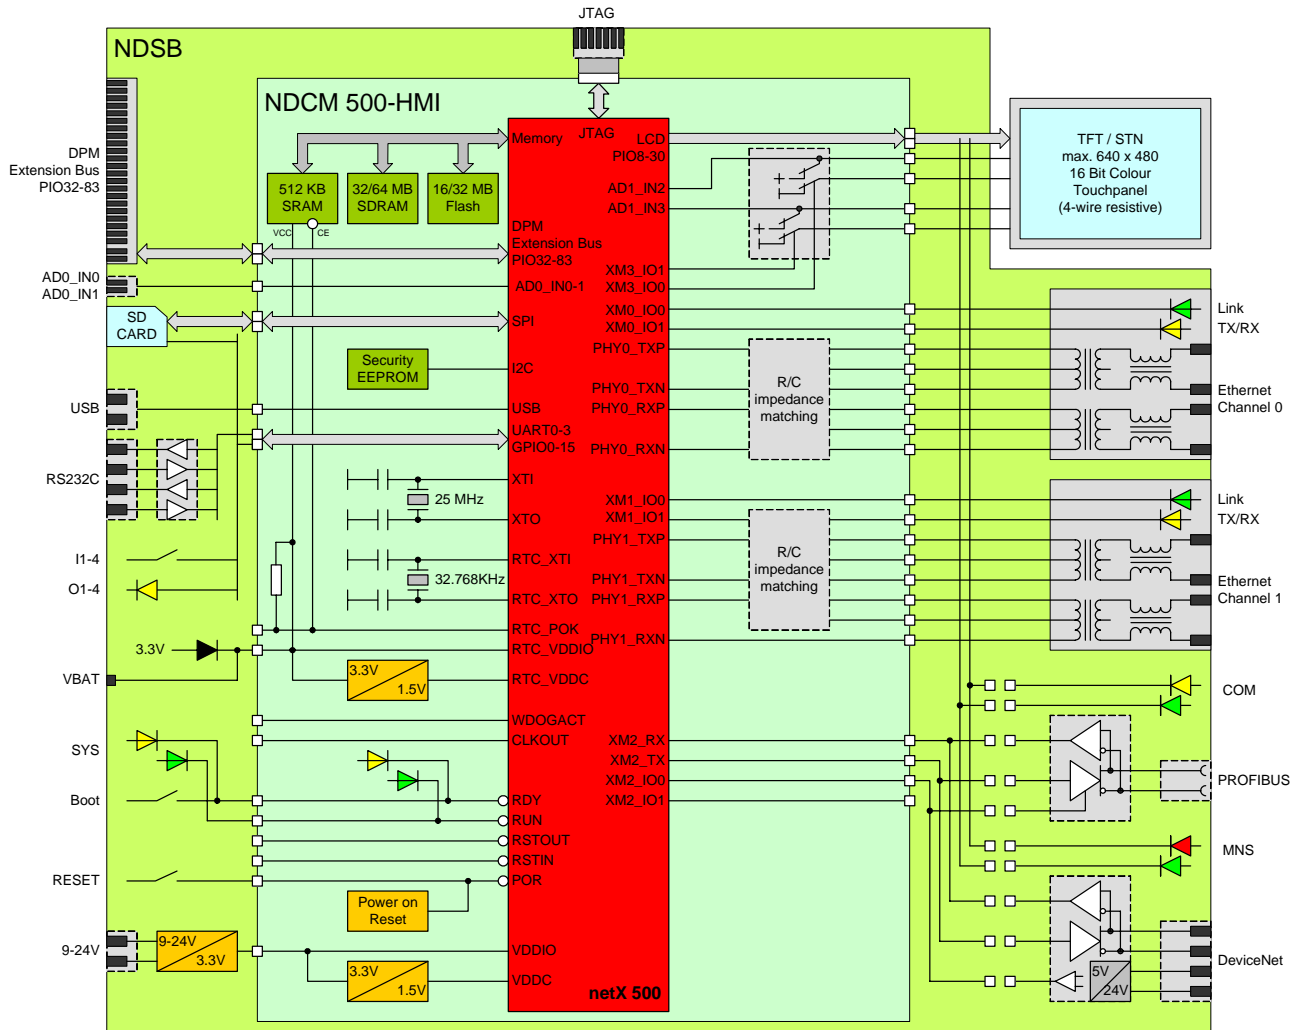 JTAG
NDSB
NDCM 500-HMI
DPM
Extension Bus
PIO32-83
AD0_IN0
AD0_IN1
SD
CARD
USB
RS232C
I1-4
O1-4
3.3V
VBAT
SYS
Boot
RESET
9-24V
9-24V
3.3V
512 KB
SRAM
32/64 MB
SDRAM
16/32 MB
Flash
VCC
CE
Security
EEPROM
25 MHz
32.768KHz
3.3V
1.5V
Power on
Reset
3.3V
1.5V
JTAG
Memory
DPM
Extension Bus
PIO32-83
AD0_IN0-1
SPI
I2C
USB
UART0-3
GPIO0-15
XTI
XTO
RTC_XTI
RTC_XTO
RTC_POK
RTC_VDDIO
RTC_VDDC
WDOGACT
CLKOUT
RDY
RUN
RSTOUT
RSTIN
POR
VDDIO
VDDC
netX 500
LCD
PIO8-30
AD1_IN2
AD1_IN3
XM3_IO1
XM3_IO0
XM0_IO0
XM0_IO1
PHY0_TXP
PHY0_TXN
PHY0_RXP
PHY0_RXN
XM1_IO0
XM1_IO1
PHY1_TXP
PHY1_TXN
PHY1_RXP
PHY1_RXN
XM2_RX
XM2_TX
XM2_IO0
XM2_IO1
+
+
R/C
impedance
matching
R/C
impedance
matching
TFT / STN
max. 640 x 480
16 Bit Colour
Touchpanel
(4-wire resistive)
Link
TX/RX
Ethernet
Channel 0
Link
TX/RX
Ethernet
Channel 1
COM
PROFIBUS
MNS
DeviceNet
5V
24V